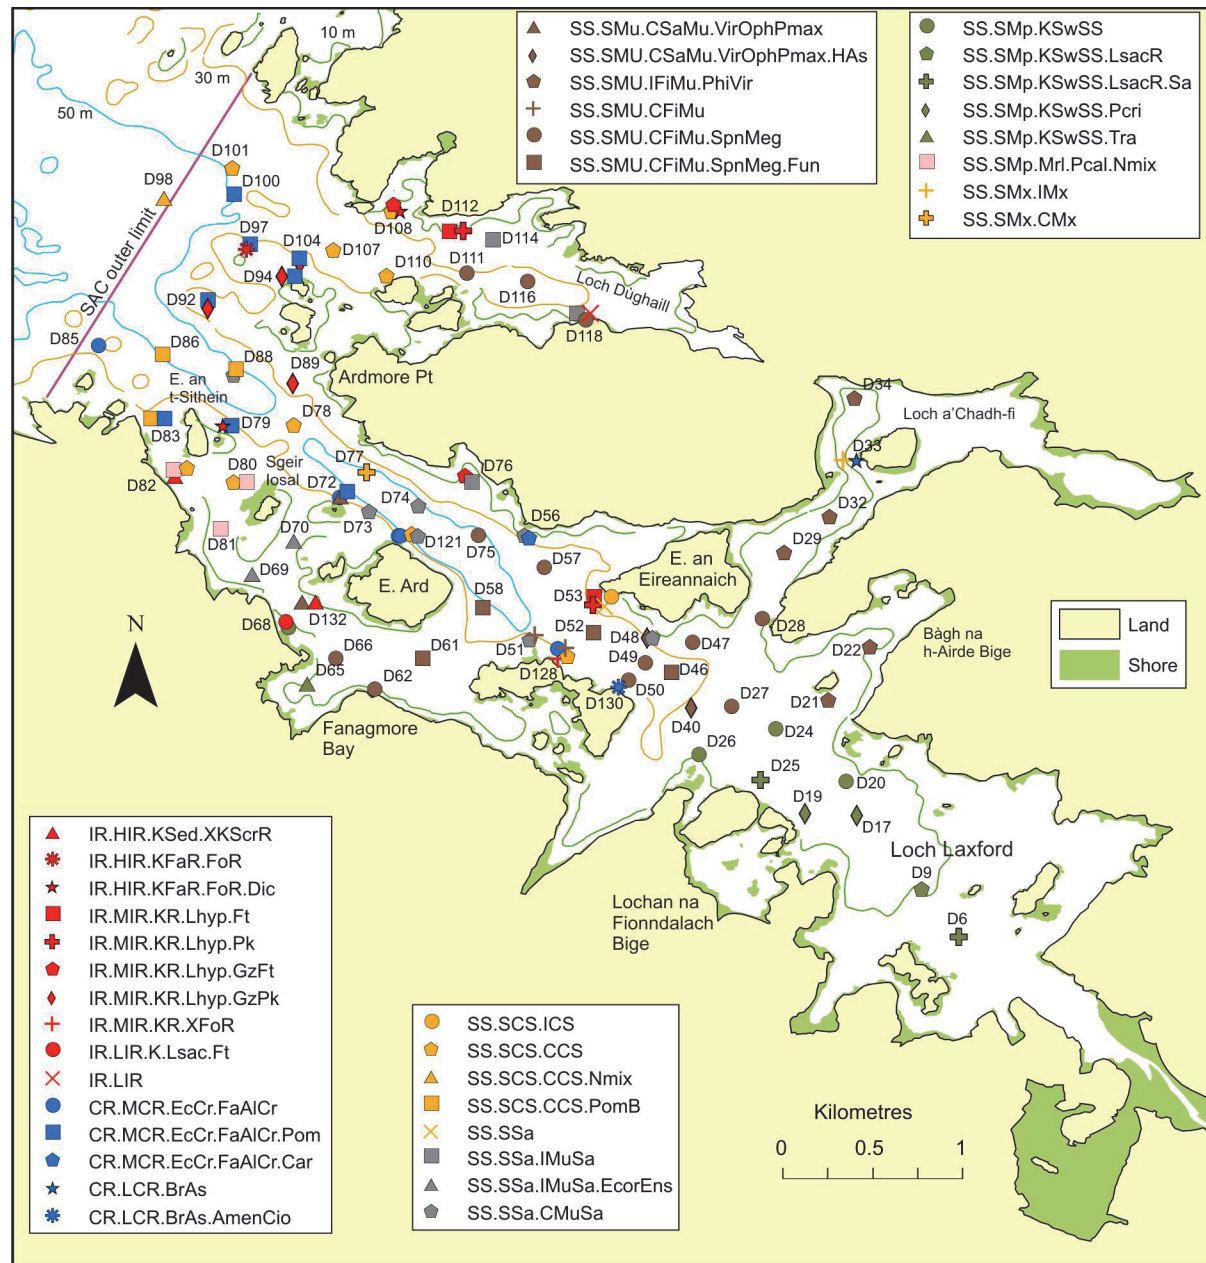 10 m
30 m
50 m
SAC outer limit
SS.SMu.CSaMu.VirOphPmax
SS.SMU.CSaMu.VirOphPmax.HAs
SS.SMU.IFiMu.PhiVir
SS.SMU.CFiMu
SS.SMU.CFiMu.SpnMeg
SS.SMU.CFiMu.SpnMeg.Fun
SS.SMp.KSwSS
SS.SMp.KSwSS.LsacR
SS.SMp.KSwSS.LsacR.Sa
SS.SMp.KSwSS.Pcri
SS.SMp.KSwSS.Tra
SS.SMp.Mrl.Pcal.Nmix
SS.SMx.IMx
SS.SMx.CMx
D101
D98
D100
D97
D104
D107
D108
D112
D114
D94
D110
D111
D116
Loch Dùghaill
D92
D118
D85
D86
D88
D89
Ardmore Pt
E. an
t-Sithein
D83
D79
D78
D34
Loch a'Chadh-fi
D33
D82
D80
Sgeir
Iosal
D77
D76
D72
D74
D73
D81
D70
D121
D75
D56
D32
D29
D69
E. Ard
D57
E. an
Eireannaich
D58
D53
D132
D68
D66
D61
D51
D52
D48
D47
D28
D22
Bàgh na
h-Airde Bige
D65
D62
D128
D49
D46
D50
D130
D40
D27
D21
Fanagmore
Bay
D26
D24
D25
D20
D19
D17
Loch Laxford
D9
D6
Lochan na
Fionndalach
Bige
N
Land
Shore
IR.HIR.KSed.XKScrR
IR.HIR.KFaR.FoR
IR.HIR.KFaR.FoR.Dic
IR.MIR.KR.Lhyp.Ft
IR.MIR.KR.Lhyp.Pk
IR.MIR.KR.Lhyp.GzFt
IR.MIR.KR.Lhyp.GzPk
IR.MIR.KR.XFoR
IR.LIR.K.Lsac.Ft
IR.LIR
CR.MCR.EcCr.FaAlCr
CR.MCR.EcCr.FaAlCr.Pom
CR.MCR.EcCr.FaAlCr.Car
CR.LCR.BrAs
CR.LCR.BrAs.AmenCio
SS.SCS.ICS
SS.SCS.CCS
SS.SCS.CCS.Nmix
SS.SCS.CCS.PomB
SS.SSa
SS.SSa.IMuSa
SS.SSa.IMuSa.EcorEns
SS.SSa.CMuSa
Kilometres
0 0.5 1